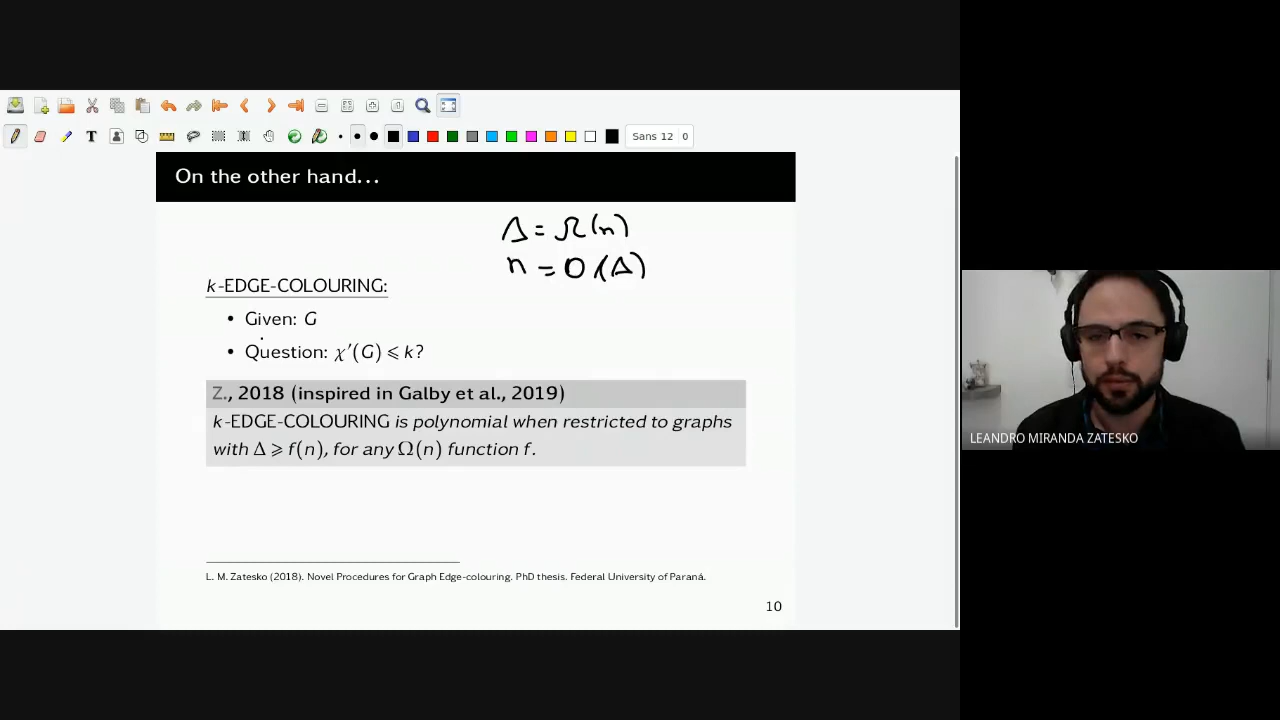 Sans 12 0
On the other hand...
Δ = Ω(n)
n = O(Δ)
k-EDGE-COLOURING:
• Given: G
• Question: χ′(G) ⩽ k?
Z., 2018 (inspired in Galby et al., 2019)
k-EDGE-COLOURING is polynomial when restricted to graphs
with Δ ⩾ f(n), for any Ω(n) function f.
L. M. Zatesko (2018). Novel Procedures for Graph Edge-colouring. PhD thesis. Federal University of Paraná.
10
LEANDRO MIRANDA ZATESKO